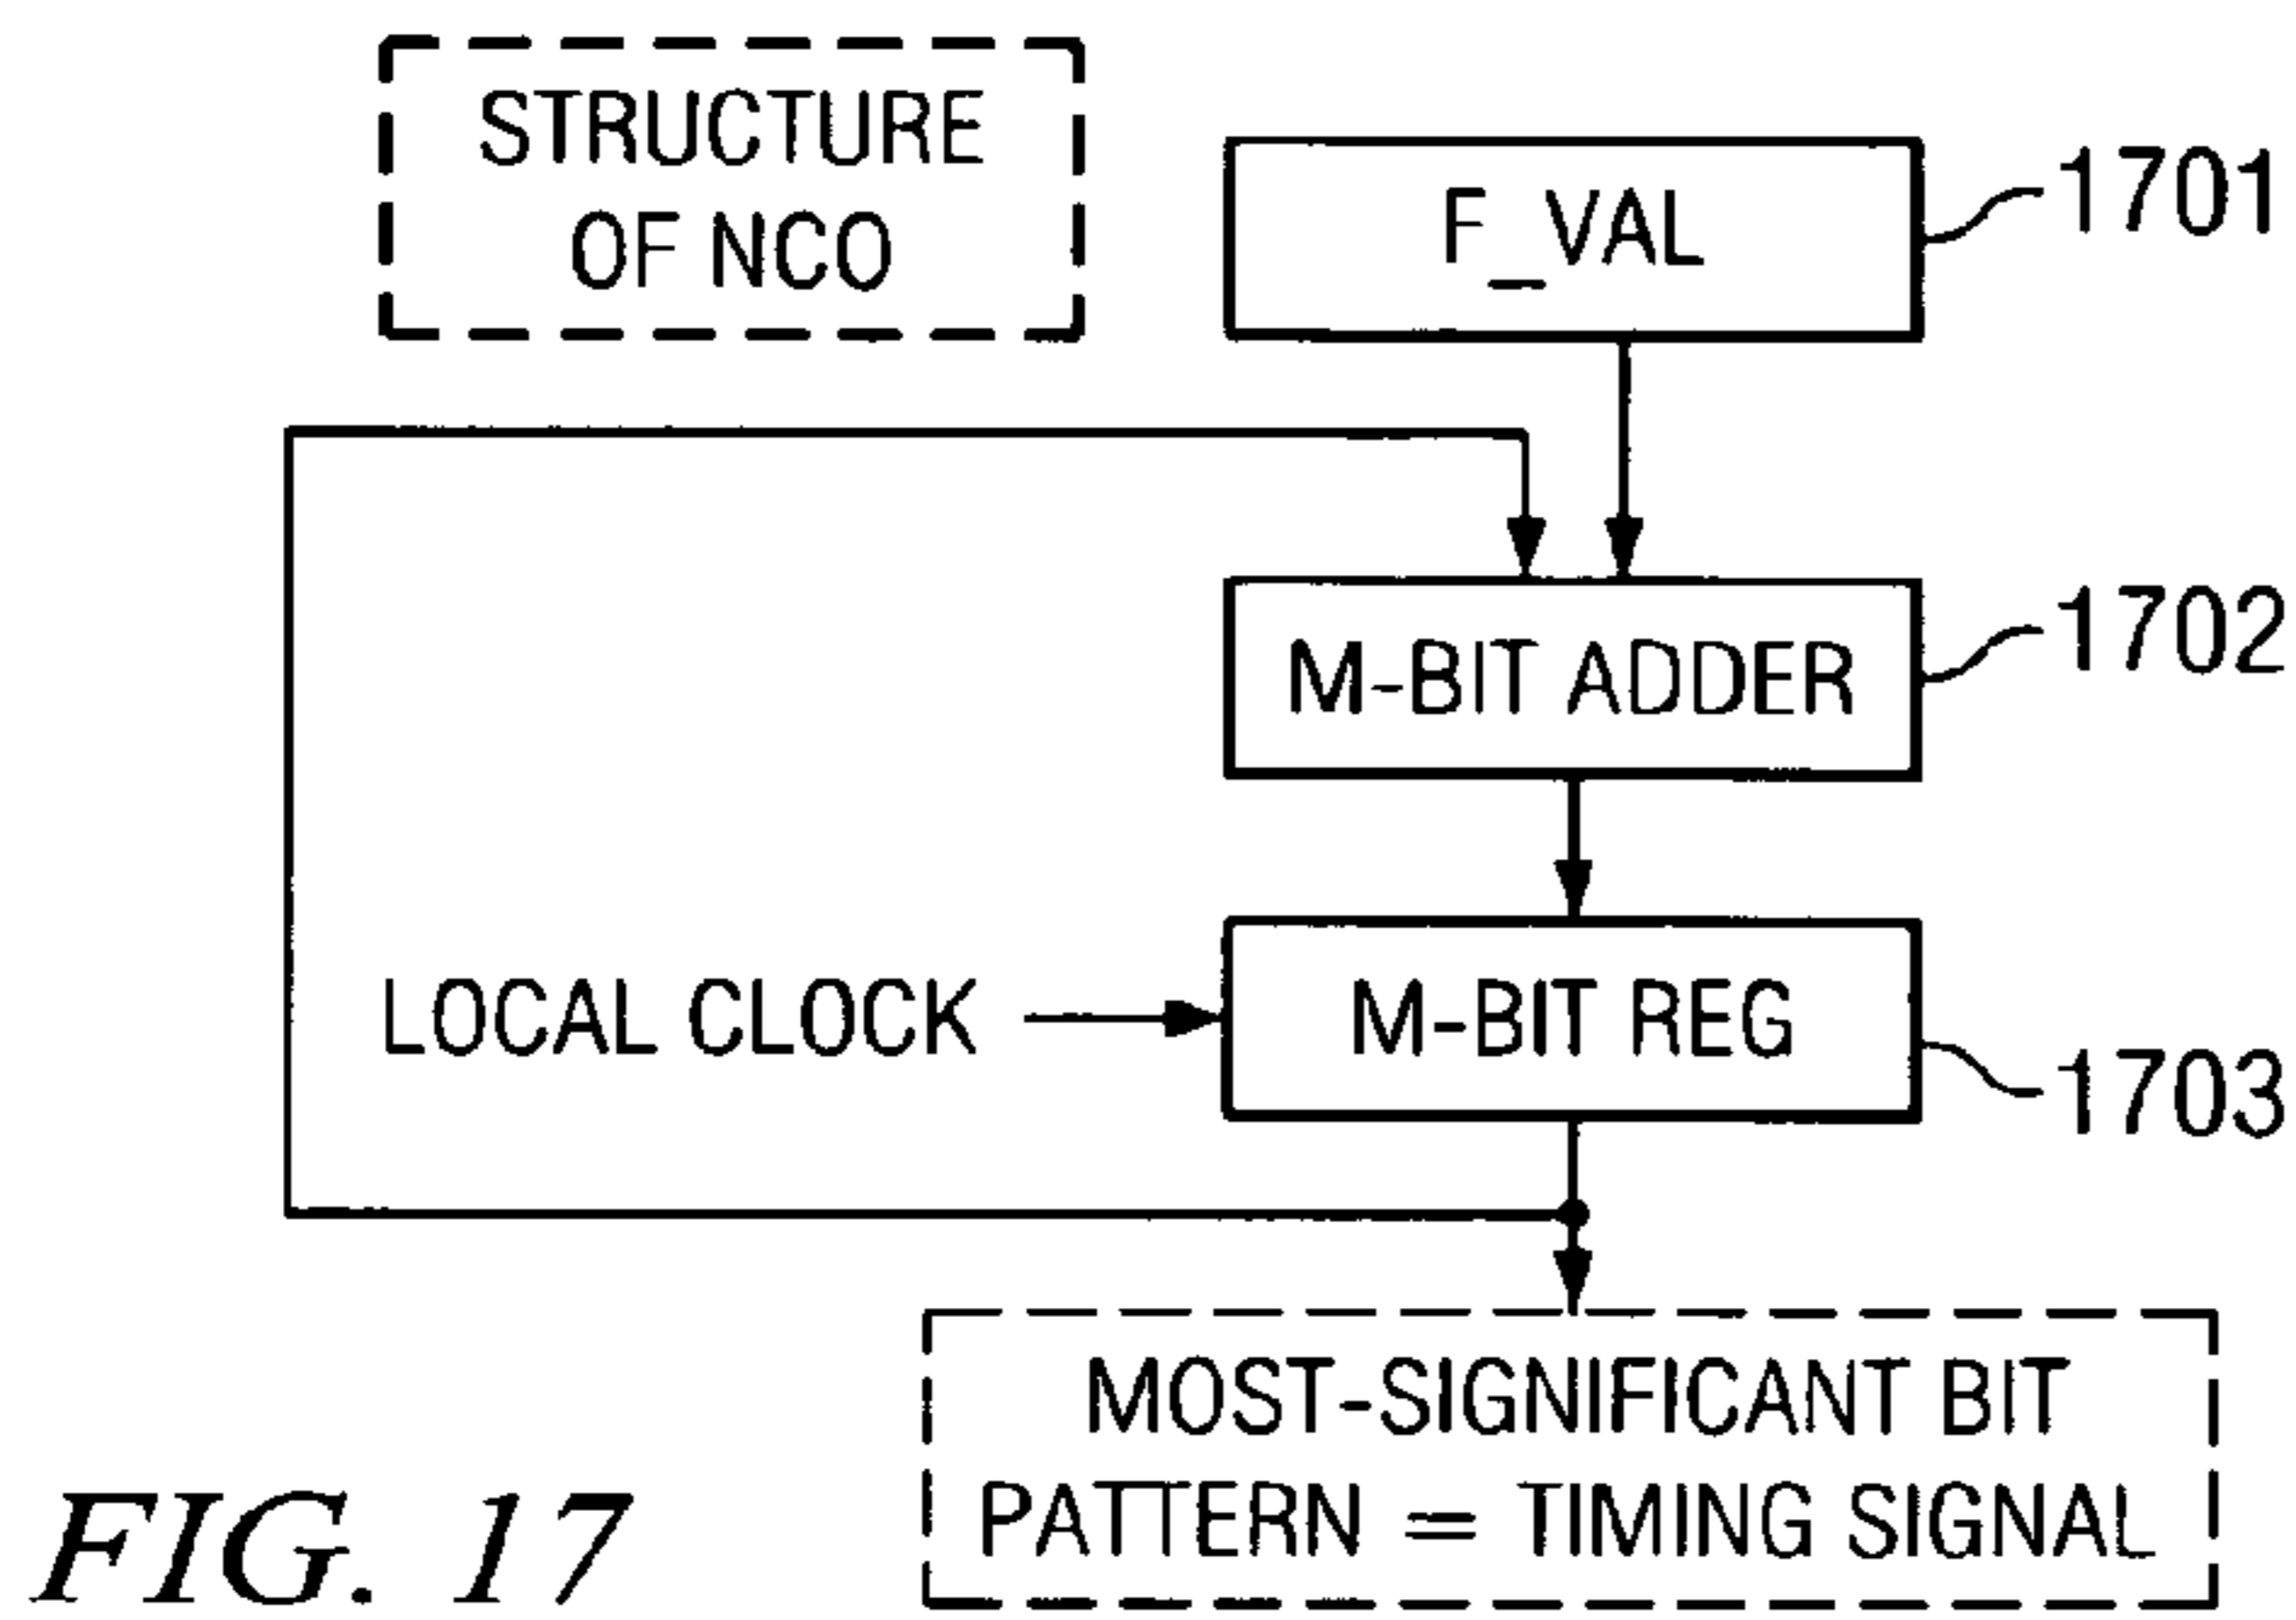 STRUCTURE
OF NCO
F_VAL
1701
M-BIT ADDER
1702
LOCAL CLOCK
M-BIT REG
1703
MOST-SIGNIFICANT BIT
PATTERN = TIMING SIGNAL
FIG. 17